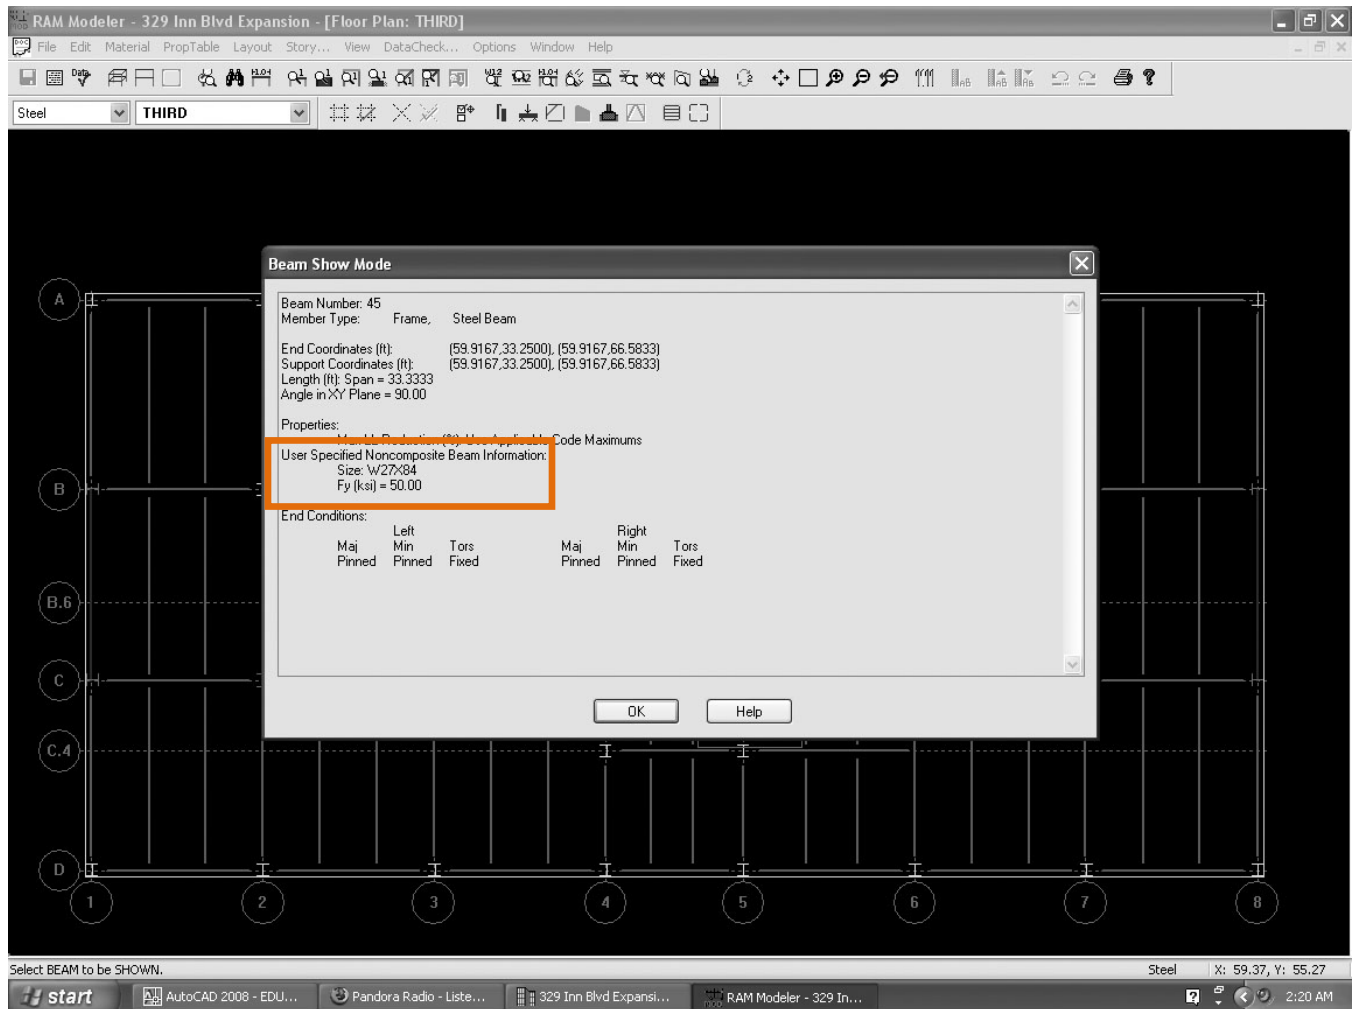 RAM Modeler - 329 Inn Blvd Expansion - [Floor Plan: THIRD]
File Edit Material PropTable Layout Story... View DataCheck... Options Window Help
Steel THIRD
Beam Show Mode
Beam Number: 45
Member Type: Frame, Steel Beam
End Coordinates (ft): (59.9167,33.2500), (59.9167,66.5833)
Support Coordinates (ft): (59.9167,33.2500), (59.9167,66.5833)
Length (ft): Span = 33.3333
Angle in XY Plane = 90.00
Properties:
Max LL Reduction (%): Use Applicable Code Maximums
User Specified Noncomposite Beam Information:
Size: W27X84
Fy (ksi) = 50.00
End Conditions:
Left Right
Maj Min Tors Maj Min Tors
Pinned Pinned Fixed Pinned Pinned Fixed
OK Help
A
B
B.6
C
C.4
D
1 2 3 4 5 6 7 8
Select BEAM to be SHOWN. Steel X: 59.37, Y: 55.27
start AutoCAD 2008 - EDU... Pandora Radio - Liste... 329 Inn Blvd Expansi... RAM Modeler - 329 In... 2:20 AM